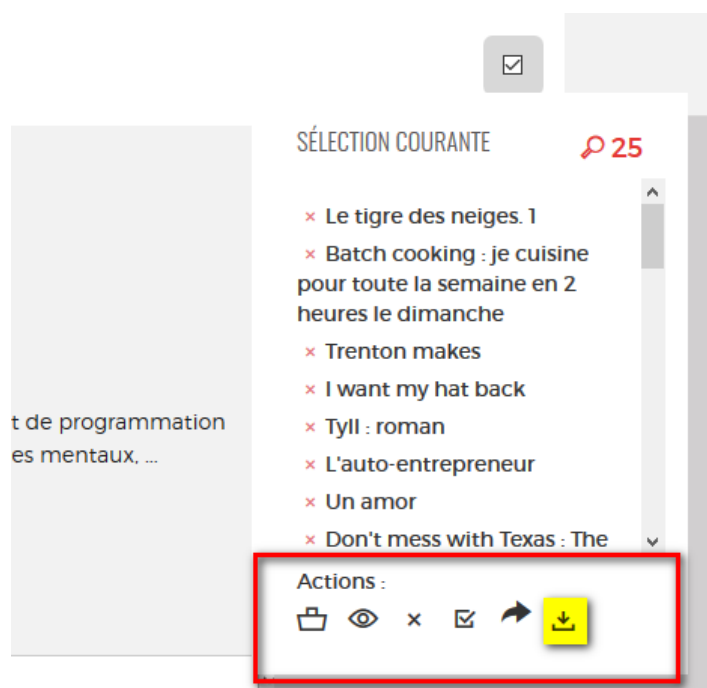 SÉLECTION COURANTE
25
× Le tigre des neiges. 1
× Batch cooking : je cuisine
pour toute la semaine en 2
heures le dimanche
× Trenton makes
× I want my hat back
t de programmation
× Tyll : roman
es mentaux, ...
× L'auto-entrepreneur
× Un amor
× Don't mess with Texas : The
Actions :